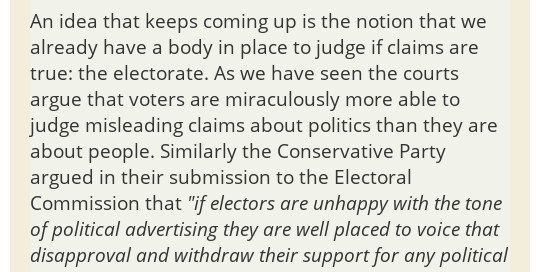 An idea that keeps coming up is the notion that we
already have a body in place to judge if claims are
true: the electorate. As we have seen the courts
argue that voters are miraculously more able to
judge misleading claims about politics than they are
about people. Similarly the Conservative Party
argued in their submission to the Electoral
Commission that "if electors are unhappy with the tone
of political advertising they are well placed to voice that
disapproval and withdraw their support for any political